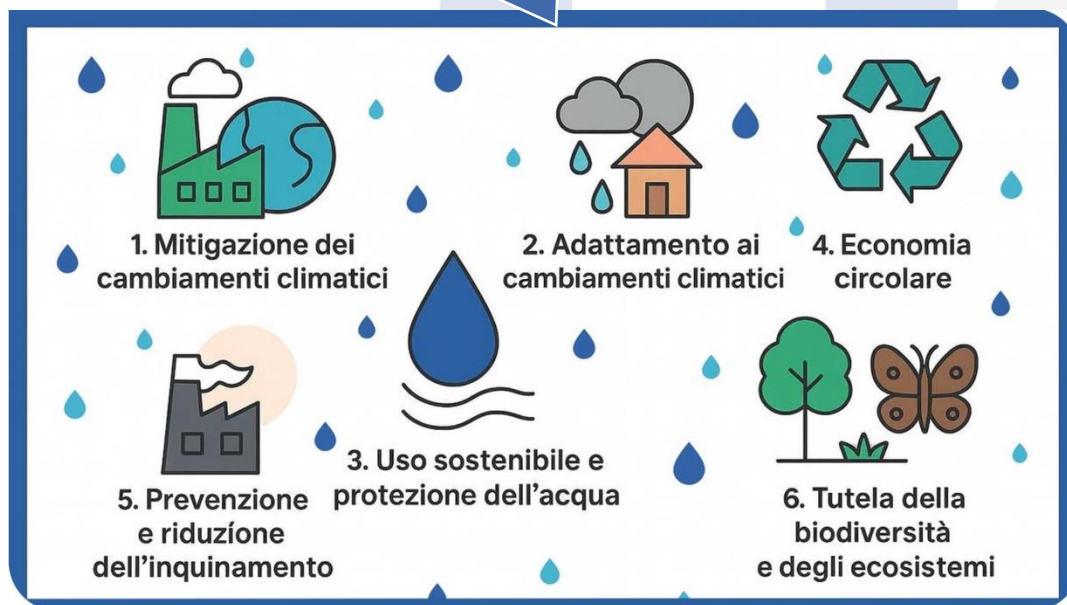 1. Mitigazione dei
cambiamenti climatici
2. Adattamento ai
cambiamenti climatici
4. Economia
circolare
3. Uso sostenibile e
protezione dell'acqua
5. Prevenzione
e riduzíone
dell'inquinamento
6. Tutela della
biodiversità
e degli ecosistemi